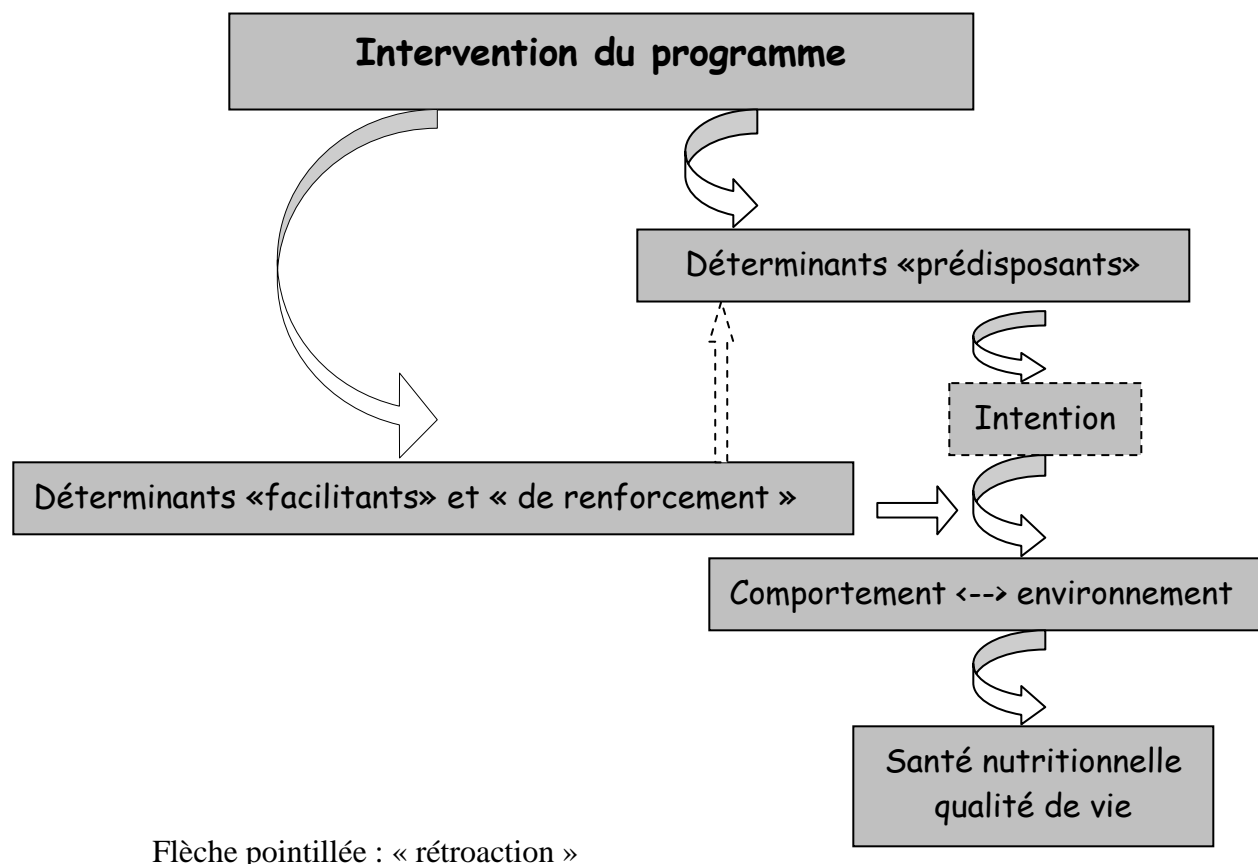 Intervention du programme
Déterminants «prédisposants»
Intention
Déterminants «facilitants» et « de renforcement »
Comportement <--> environnement
Santé nutritionnelle
qualité de vie
Flèche pointillée : « rétroaction »